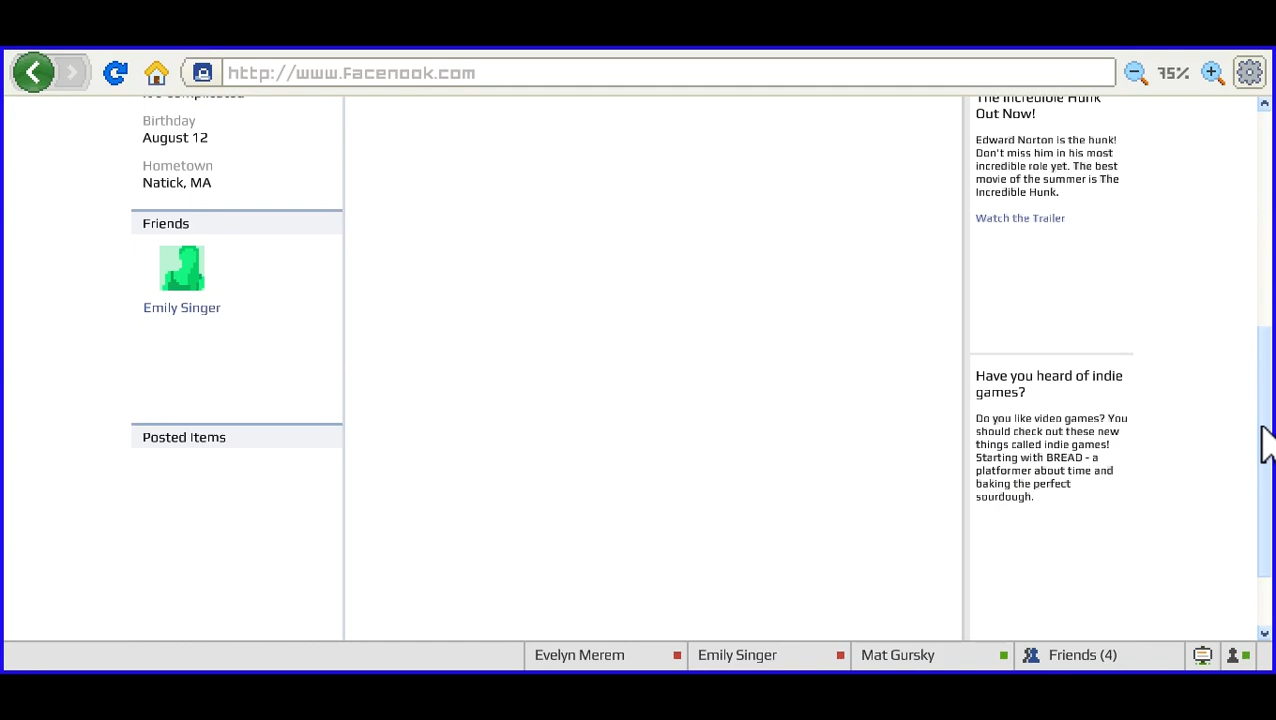 http://www.facenook.com
75%
It's Complicated
Birthday
August 12
Hometown
Natick, MA
Friends
Emily Singer
Posted Items
The Incredible Hunk
Out Now!
Edward Norton is the hunk!
Don't miss him in his most
incredible role yet. The best
movie of the summer is The
Incredible Hunk.
Watch the Trailer
Have you heard of indie
games?
Do you like video games? You
should check out these new
things called indie games!
Starting with BREAD - a
platformer about time and
baking the perfect
sourdough.
Evelyn Merem
Emily Singer
Mat Gursky
Friends (4)